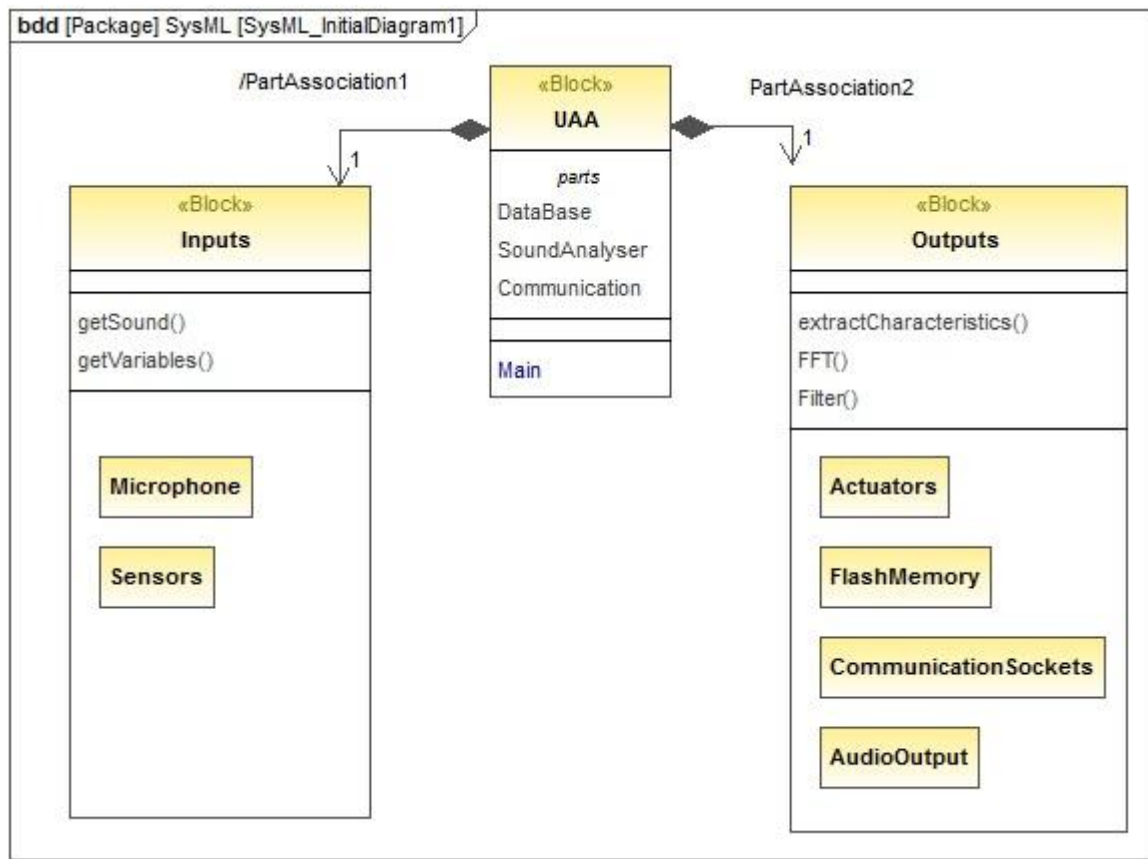 bdd [Package] SysML [SysML_InitialDiagram1]
/PartAssociation1
1
«Block»
UAA
parts
DataBase
SoundAnalyser
Communication
Main
PartAssociation2
1
«Block»
Inputs
getSound()
getVariables()
Microphone
Sensors
«Block»
Outputs
extractCharacteristics()
FFT()
Filter()
Actuators
FlashMemory
CommunicationSockets
AudioOutput